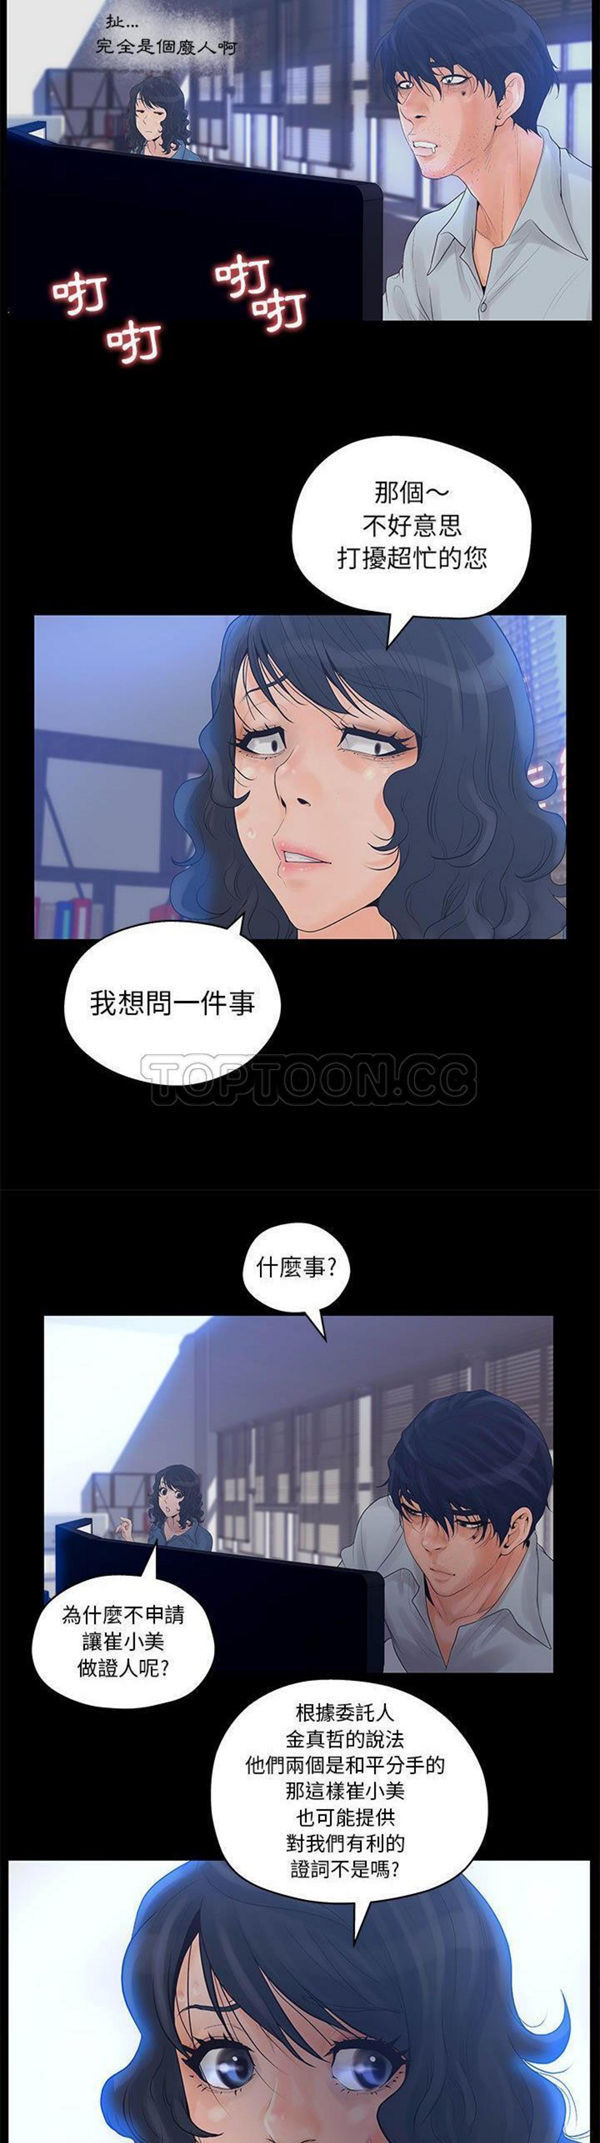 扯...
完全是個廢人啊
叮
叮
叮
叮
那個～
不好意思
打擾超忙的您
我想問一件事
TOPTOON.CC
什麼事?
為什麼不申請
讓崔小美
做證人呢?
根據委託人
金真哲的說法
他們兩個是和平分手的
那這樣崔小美
也可能提供
對我們有利的
證詞不是嗎?